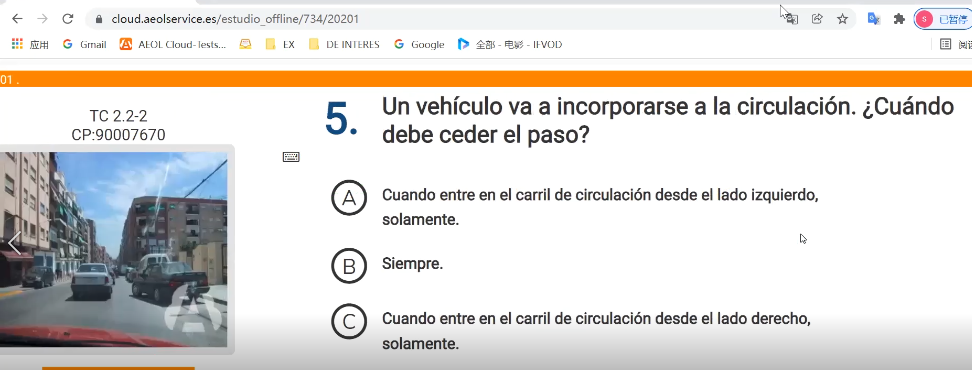 cloud.aeolservice.es/estudio_offline/734/20201
S 已暂停
应用 Gmail AEOL Cloud-Tests... EX DE INTERES Google 全部 - 电影 - IFVOD
01 .
TC 2.2-2
CP:90007670
5. Un vehículo va a incorporarse a la circulación. ¿Cuándo
debe ceder el paso?
A Cuando entre en el carril de circulación desde el lado izquierdo,
solamente.
B Siempre.
C Cuando entre en el carril de circulación desde el lado derecho,
solamente.